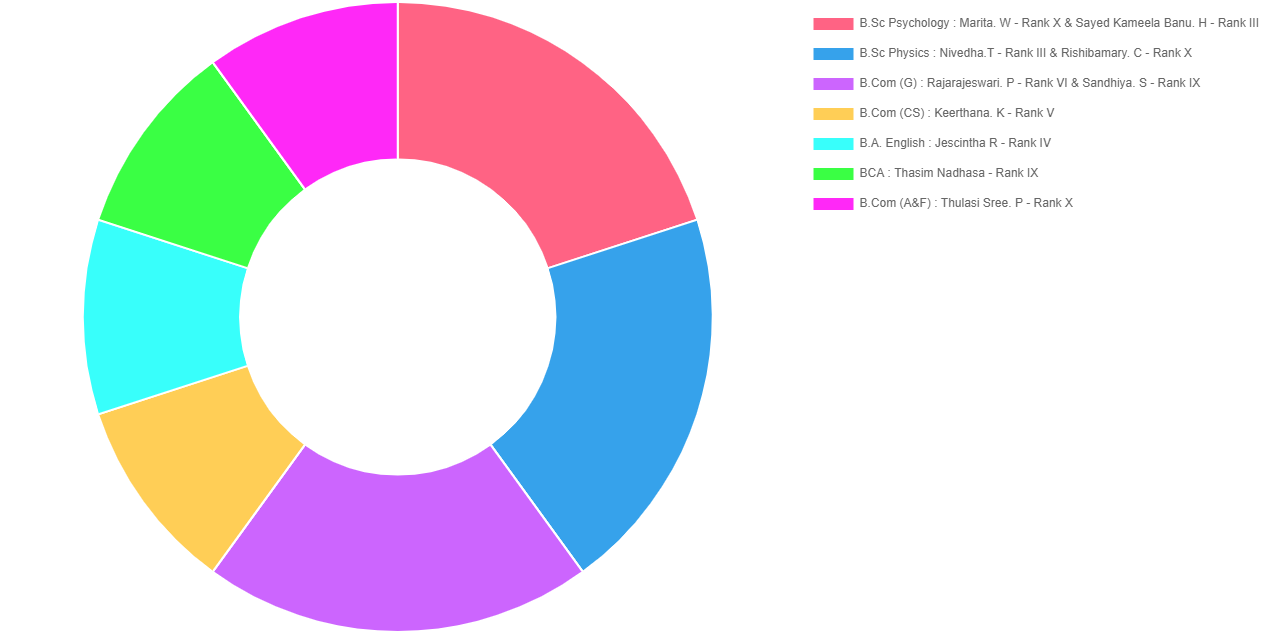 B.Sc Psychology : Marita. W - Rank X & Sayed Kameela Banu. H - Rank III
B.Sc Physics : Nivedha.T - Rank III & Rishibamary. C - Rank X
B.Com (G) : Rajarajeswari. P - Rank VI & Sandhiya. S - Rank IX
B.Com (CS) : Keerthana. K - Rank V
B.A. English : Jescintha R - Rank IV
BCA : Thasim Nadhasa - Rank IX
B.Com (A&F) : Thulasi Sree. P - Rank X